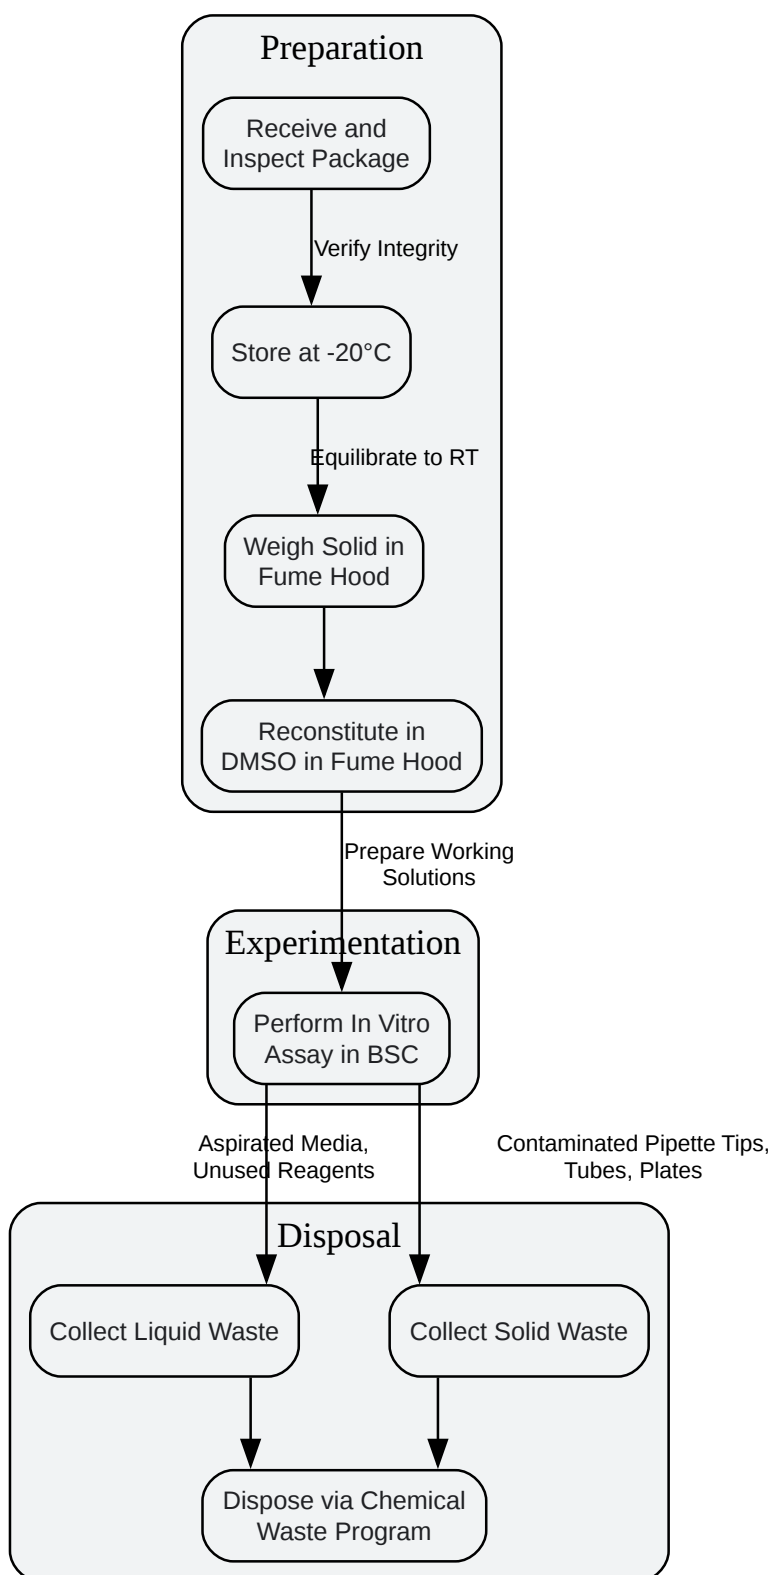 Preparation
Receive and
Inspect Package
Verify Integrity
Store at -20°C
Equilibrate to RT
Weigh Solid in
Fume Hood
Reconstitute in
DMSO in Fume Hood
Prepare Working
Solutions
Experimentation
Perform In Vitro
Assay in BSC
Aspirated Media,
Unused Reagents
Contaminated Pipette Tips,
Tubes, Plates
Disposal
Collect Liquid Waste
Collect Solid Waste
Dispose via Chemical
Waste Program